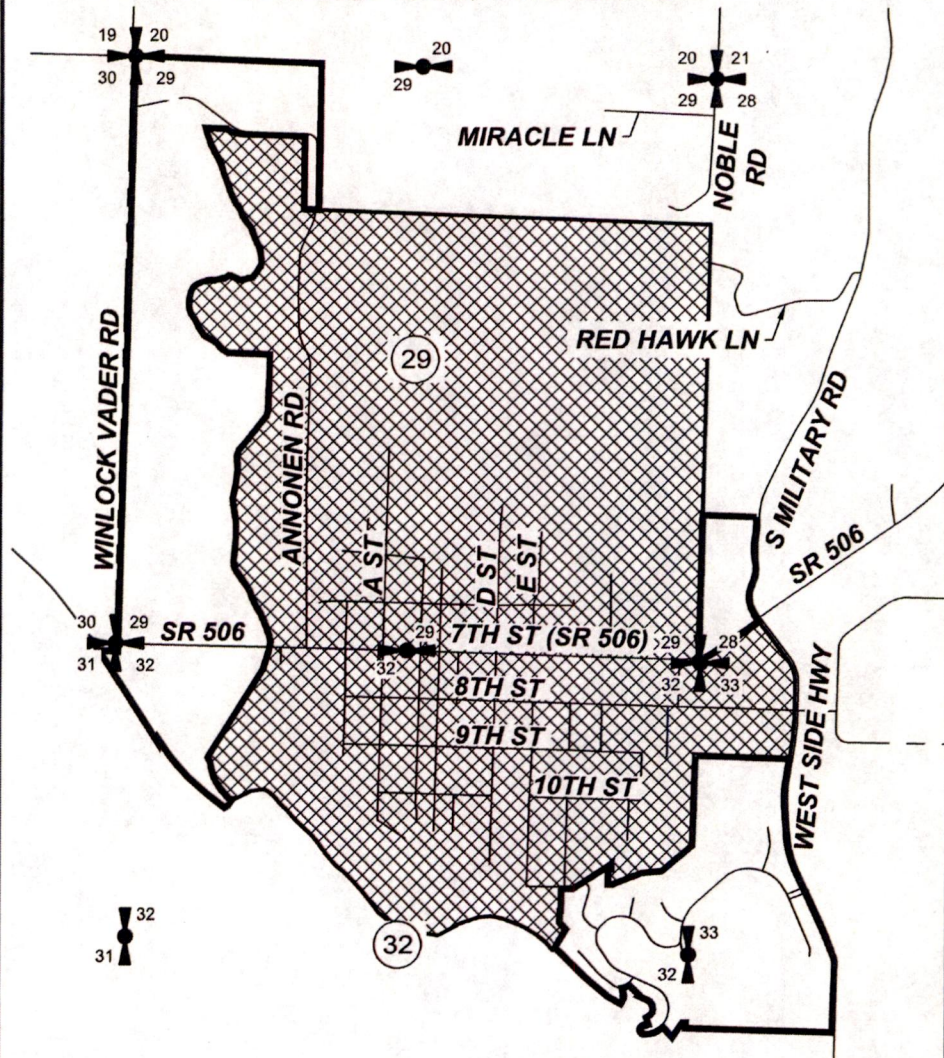 19 20
30 29
20
29
20 21
29 28
MIRACLE LN
NOBLE
RD
RED HAWK LN
29
WINLOCK VADER RD
ANNONEN RD
S MILITARY RD
A ST
D ST
E ST
SR 506
30 29
31 32
SR 506
29
32
7TH ST (SR 506)
29 28
32 33
8TH ST
9TH ST
10TH ST
WEST SIDE HWY
32
31
32
33
32